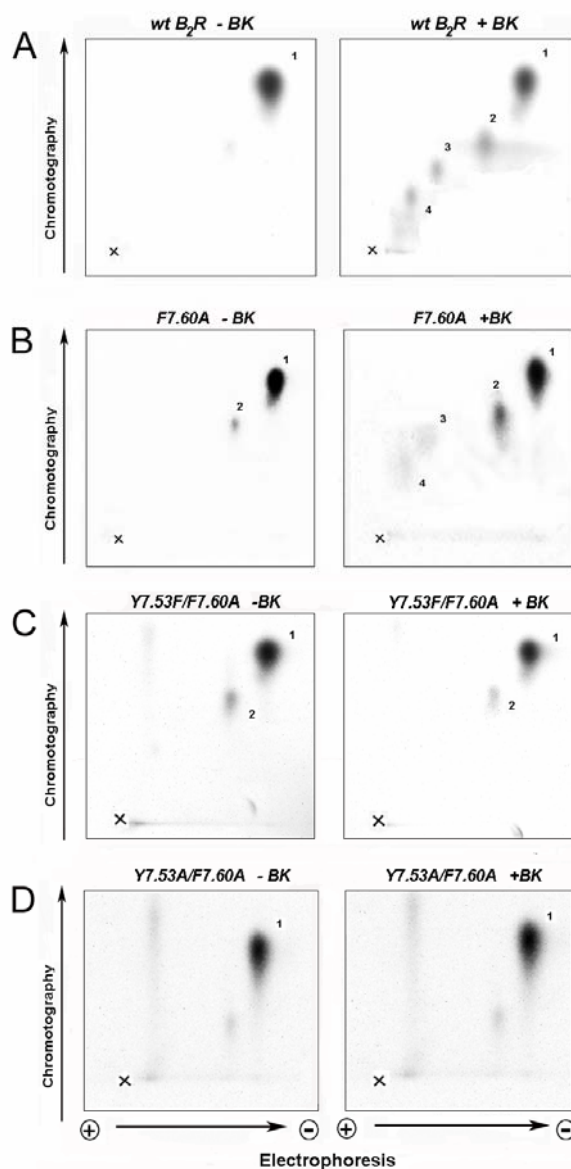 A
wt B₂R - BK
wt B₂R + BK
Chromotography
1
×
1
2
3
4
×
B
F7.60A - BK
F7.60A +BK
Chromotography
1
2
×
1
2
3
4
×
C
Y7.53F/F7.60A -BK
Y7.53F/F7.60A + BK
Chromotography
1
2
×
1
2
×
D
Y7.53A/F7.60A - BK
Y7.53A/F7.60A +BK
Chromotography
1
×
1
×
+ −
+ −
Electrophoresis